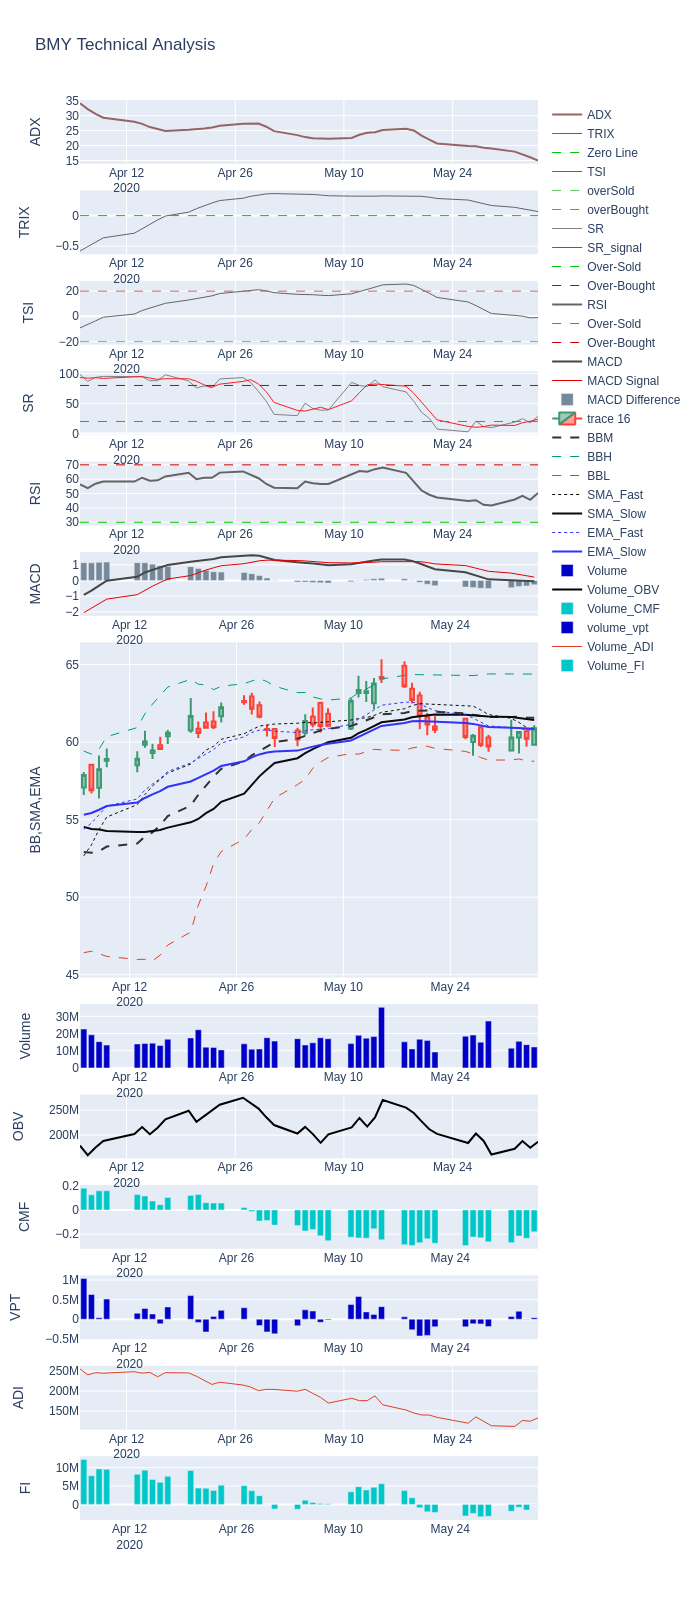 BMY Technical Analysis
ADX
35
30
25
20
15
Apr 12
2020
Apr 26
May 10
May 24
TRIX
0
−0.5
Apr 12
2020
Apr 26
May 10
May 24
TSI
20
0
−20
Apr 12
2020
Apr 26
May 10
May 24
SR
100
50
0
Apr 12
2020
Apr 26
May 10
May 24
RSI
70
60
50
40
30
Apr 12
2020
Apr 26
May 10
May 24
MACD
1
0
−1
−2
Apr 12
2020
Apr 26
May 10
May 24
BB,SMA,EMA
65
60
55
50
45
Apr 12
2020
Apr 26
May 10
May 24
Volume
30M
20M
10M
0
Apr 12
2020
Apr 26
May 10
May 24
OBV
250M
200M
Apr 12
2020
Apr 26
May 10
May 24
CMF
0.2
0
−0.2
Apr 12
2020
Apr 26
May 10
May 24
VPT
1M
0.5M
0
−0.5M
Apr 12
2020
Apr 26
May 10
May 24
ADI
250M
200M
150M
Apr 12
2020
Apr 26
May 10
May 24
FI
10M
5M
0
Apr 12
2020
Apr 26
May 10
May 24
ADX
TRIX
Zero Line
TSI
overSold
overBought
SR
SR_signal
Over-Sold
Over-Bought
RSI
Over-Sold
Over-Bought
MACD
MACD Signal
MACD Difference
trace 16
BBM
BBH
BBL
SMA_Fast
SMA_Slow
EMA_Fast
EMA_Slow
Volume
Volume_OBV
Volume_CMF
volume_vpt
Volume_ADI
Volume_FI